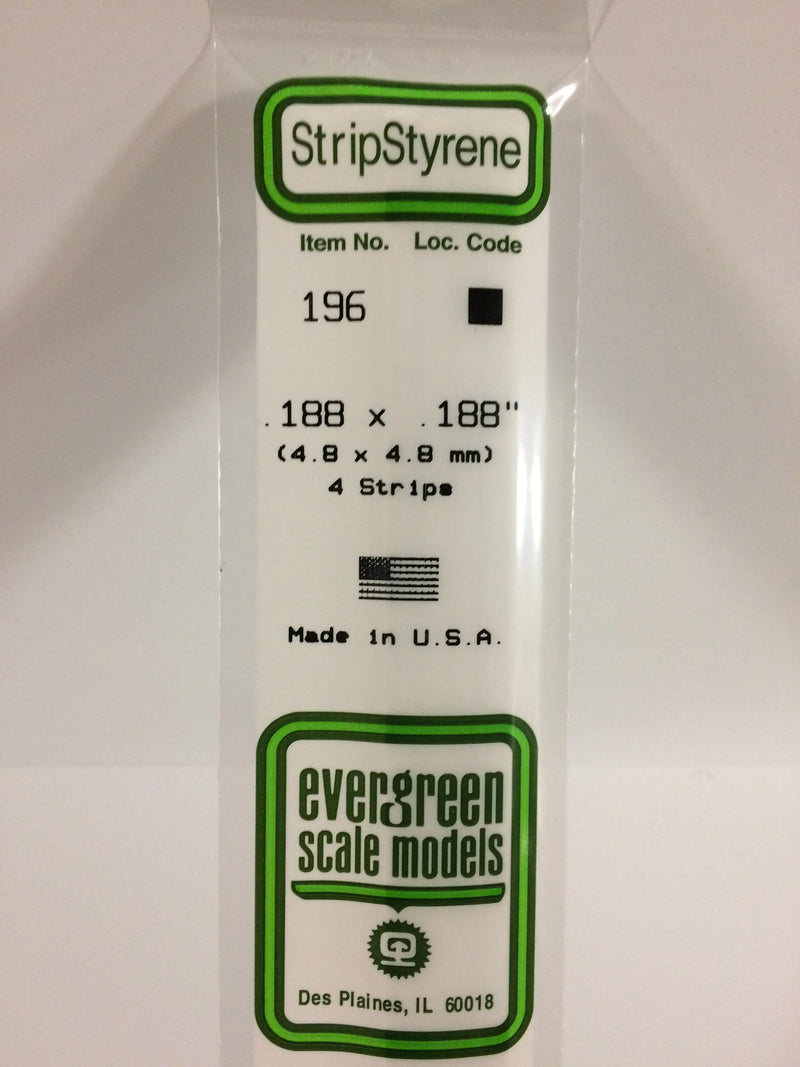 StripStyrene
Item No. Loc. Code
196
.188 x .188"
(4.8 x 4.8 mm)
4 Strips
Made in U.S.A.
evergreen
scale models
Des Plaines, IL 60018